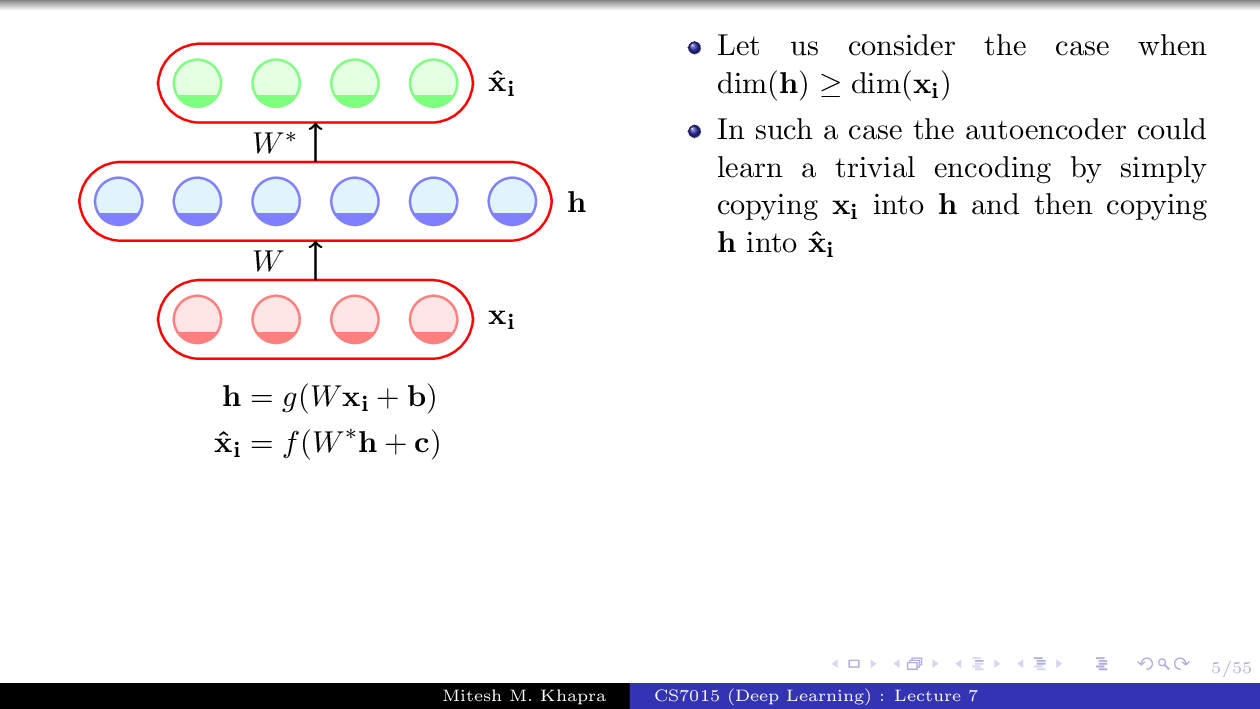 x̂ᵢ
W*
h
W
xᵢ
h = g(Wxᵢ + b)
x̂ᵢ = f(W*h + c)
Let us consider the case when
dim(h) ≥ dim(xᵢ)
In such a case the autoencoder could
learn a trivial encoding by simply
copying xᵢ into h and then copying
h into x̂ᵢ
5/55
Mitesh M. Khapra
CS7015 (Deep Learning) : Lecture 7